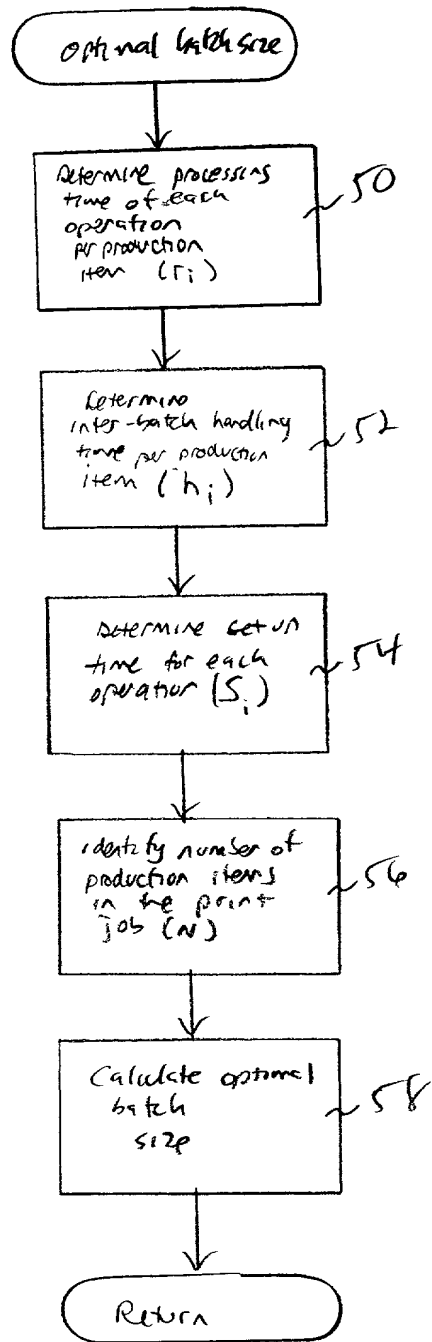 Optimal batch size
Determine processing
time of each
operation
per production
item (ri)
50
Determine
inter-batch handling
time per production
item (hi)
52
Determine setup
time for each
operation (Si)
54
identify number of
production items
in the print
job (N)
56
Calculate optimal
batch
size
58
Return